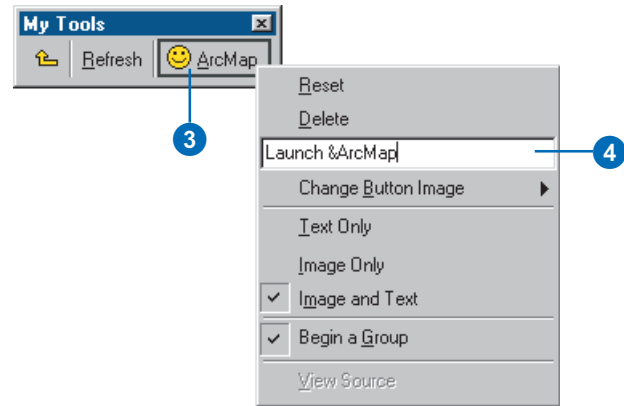 My Tools
Refresh ArcMap
3
Reset
Delete
Launch &ArcMap
4
Change Button Image
Text Only
Image Only
Image and Text
Begin a Group
View Source